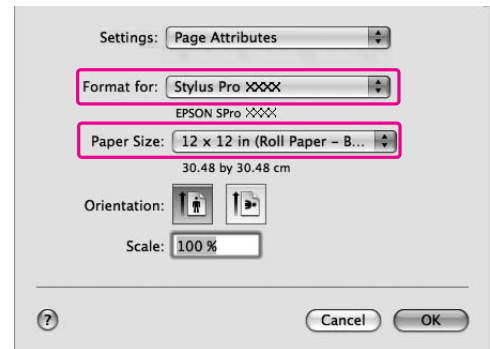 Settings: Page Attributes
Format for: Stylus Pro XXXX
EPSON SPro XXXX
Paper Size: 12 x 12 in (Roll Paper – B...
30.48 by 30.48 cm
Orientation:
Scale: 100 %
? Cancel OK